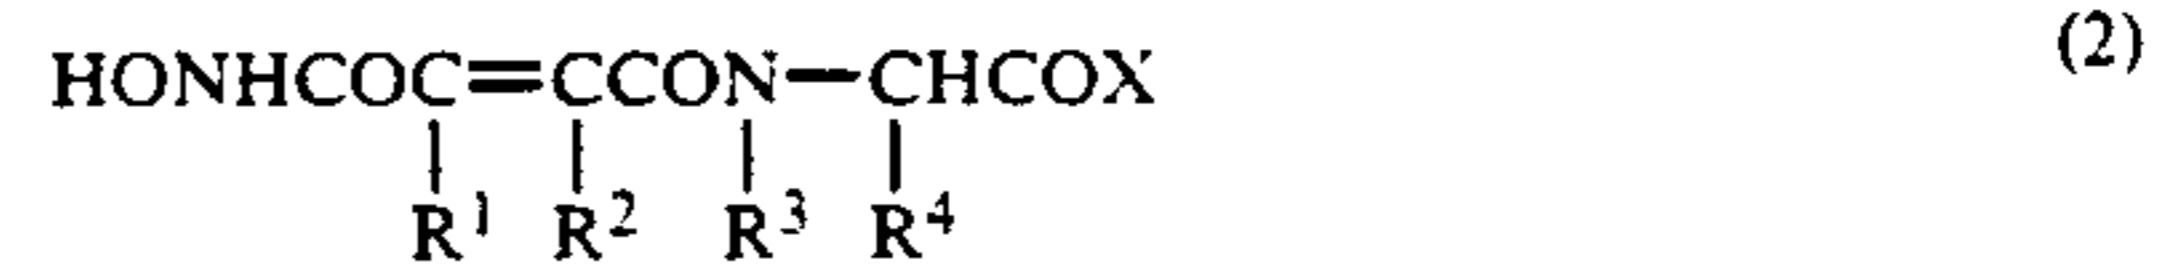 HONHCOC=CCON—CHCOX (2)
R¹ R² R³ R⁴